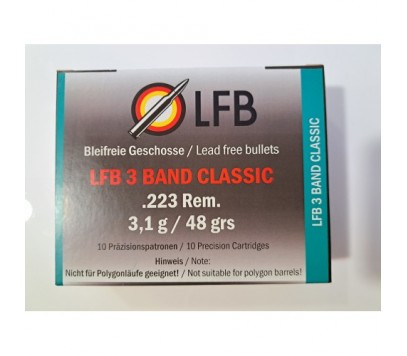 LFB
Bleifreie Geschosse / Lead free bullets
LFB 3 BAND CLASSIC
.223 Rem.
3,1 g / 48 grs
10 Präzisionspatronen / 10 Precision Cartridges
Hinweis / Note:
Nicht für Polygonläufe geeignet! / Not suitable for polygon barrels!
LFB 3 BAND CLASSIC